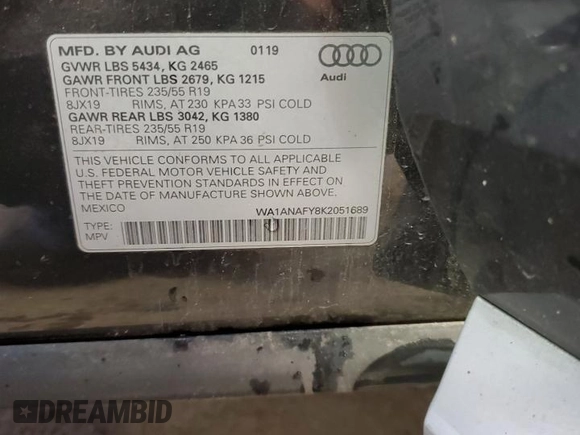 MFD. BY AUDI AG 0119
GVWR LBS 5434, KG 2465
GAWR FRONT LBS 2679, KG 1215
FRONT-TIRES 235/55 R19
8JX19 RIMS, AT 230 KPA 33 PSI COLD
GAWR REAR LBS 3042, KG 1380
REAR-TIRES 235/55 R19
8JX19 RIMS, AT 250 KPA 36 PSI COLD
Audi
THIS VEHICLE CONFORMS TO ALL APPLICABLE
U.S. FEDERAL MOTOR VEHICLE SAFETY AND
THEFT PREVENTION STANDARDS IN EFFECT ON THE
DATE OF MANUFACTURE SHOWN ABOVE.
MEXICO WA1ANAFY8K2051689
TYPE:
MPV
DREAMBID